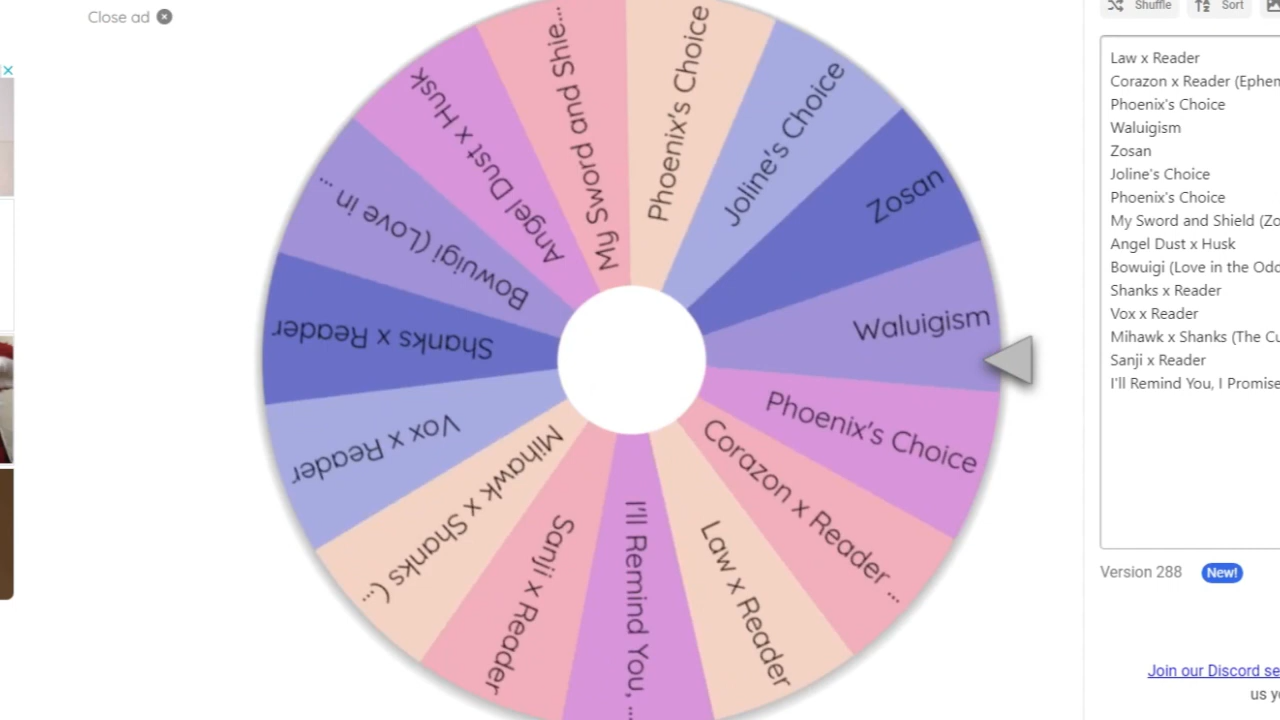 Close ad
Shuffle
Sort
Phoenix's Choice
Joline's Choice
Zosan
Waluigism
Phoenix's Choice
Corazon x Reader ...
Law x Reader
I'll Remind You, ...
Sanji x Reader
Mihawk x Shanks (...
Vox x Reader
Shanks x Reader
Bowuigi (Love in ...
Angel Dust x Husk
My Sword and Shie...
Law x Reader
Corazon x Reader (Ephem
Phoenix's Choice
Waluigism
Zosan
Joline's Choice
Phoenix's Choice
My Sword and Shield (Zo
Angel Dust x Husk
Bowuigi (Love in the Odd
Shanks x Reader
Vox x Reader
Mihawk x Shanks (The Cu
Sanji x Reader
I'll Remind You, I Promise
Version 288 New!
Join our Discord se
us y